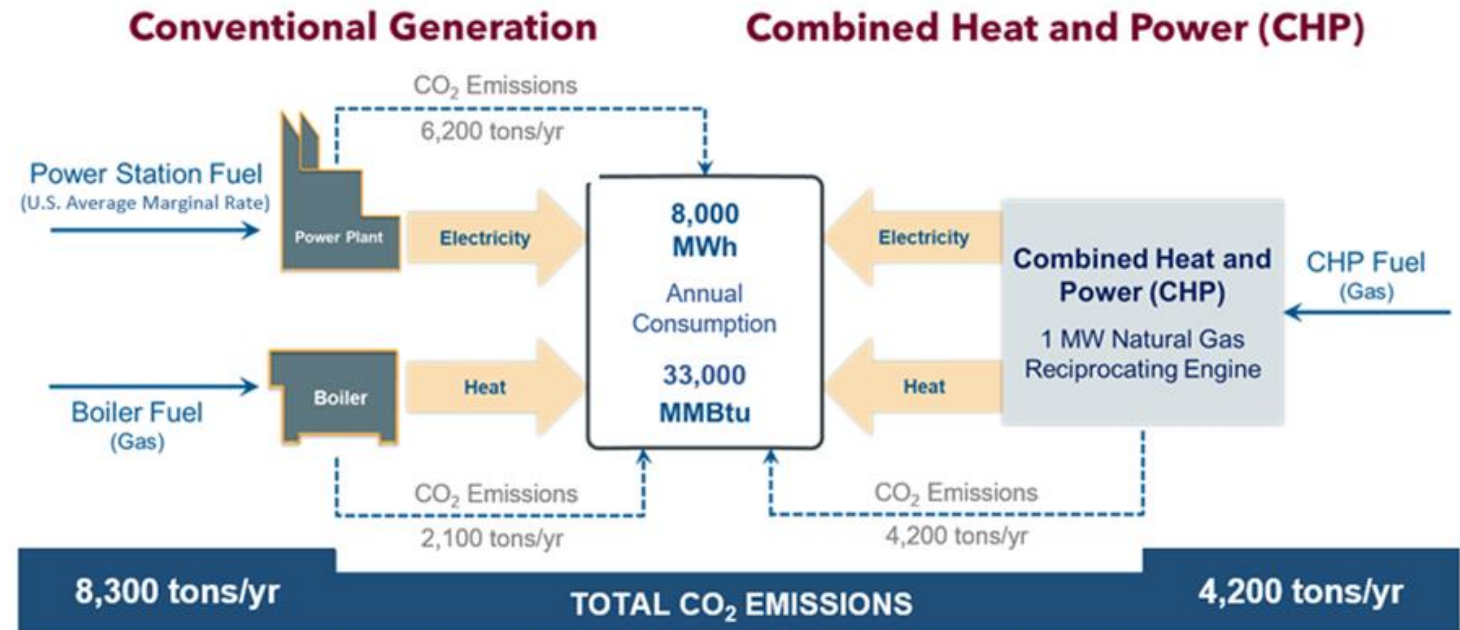 Conventional Generation
Combined Heat and Power (CHP)
CO₂ Emissions
6,200 tons/yr
Power Station Fuel
(U.S. Average Marginal Rate)
Power Plant
Electricity
8,000
MWh
Annual
Consumption
33,000
MMBtu
Electricity
Combined Heat and
Power (CHP)
1 MW Natural Gas
Reciprocating Engine
CHP Fuel
(Gas)
Boiler Fuel
(Gas)
Boiler
Heat
Heat
CO₂ Emissions
2,100 tons/yr
CO₂ Emissions
4,200 tons/yr
8,300 tons/yr
TOTAL CO₂ EMISSIONS
4,200 tons/yr